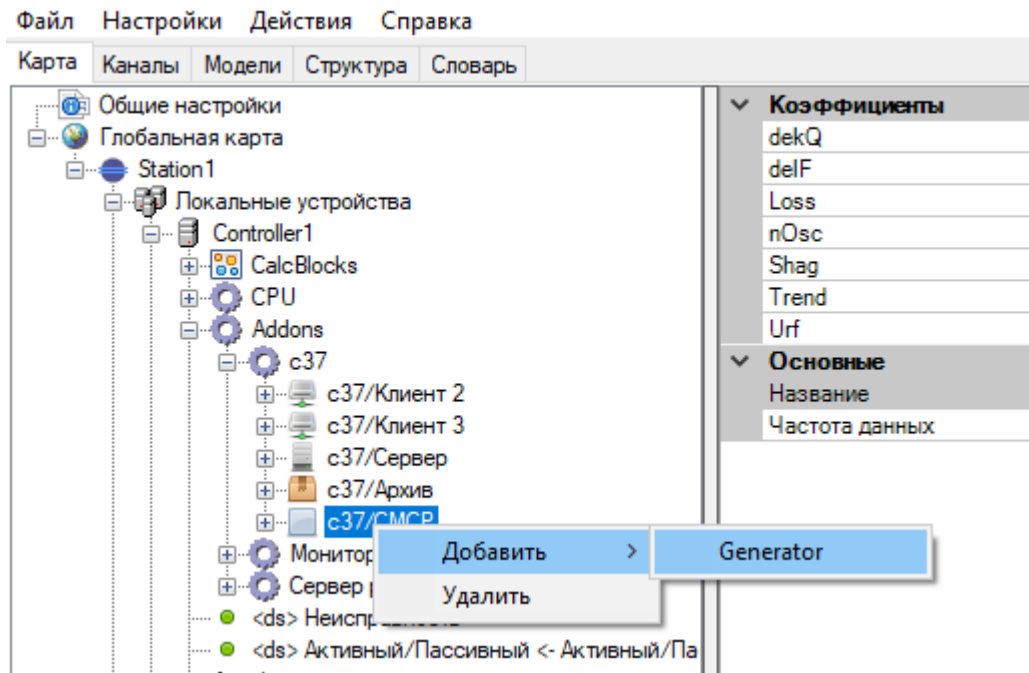 Файл Настройки Действия Справка
Карта Каналы Модели Структура Словарь
Общие настройки
Глобальная карта
Station1
Локальные устройства
Controller1
CalcBlocks
CPU
Addons
c37
c37/Клиент 2
c37/Клиент 3
c37/Сервер
c37/Архив
c37/СМСР
Монитор
Сервер
<ds> Неисправность
<ds> Активный/Пассивный <- Активный/Па
Добавить > Generator
Удалить
Коэффициенты
dekQ
delF
Loss
nOsc
Shag
Trend
Urf
Основные
Название
Частота данных